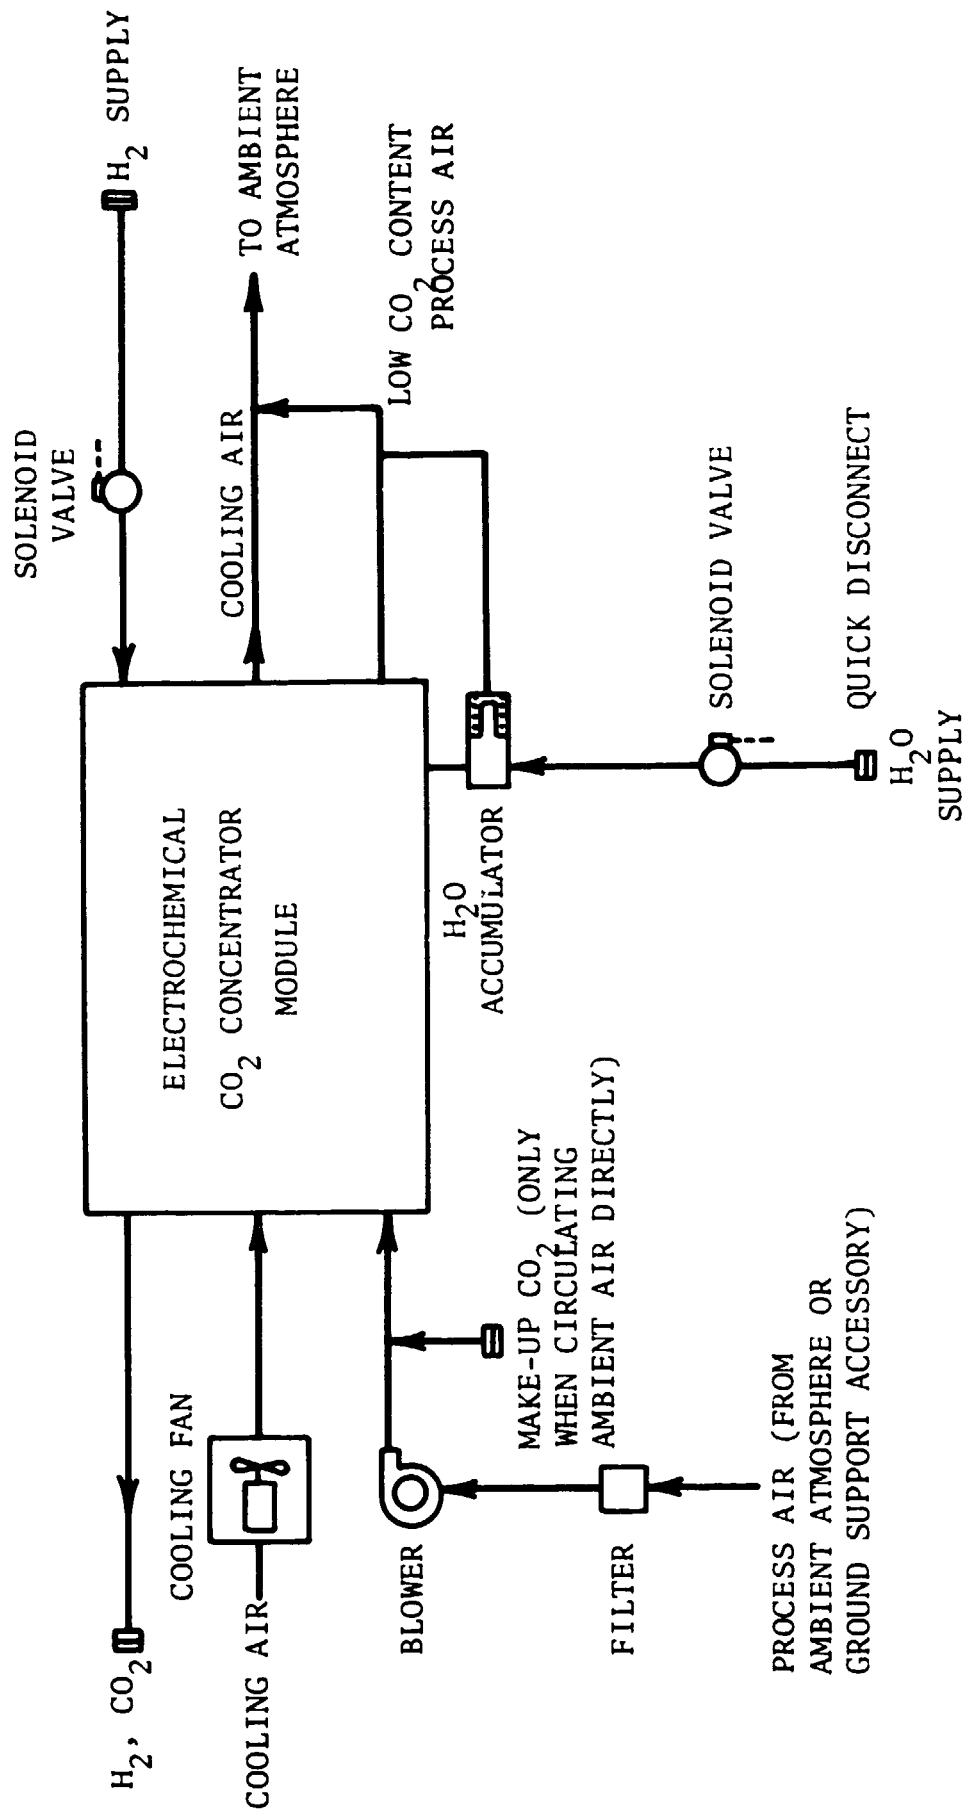 SOLENOID
VALVE
H2 SUPPLY
H2, CO2
COOLING FAN
COOLING AIR
ELECTROCHEMICAL
CO2 CONCENTRATOR
MODULE
COOLING AIR
TO AMBIENT
ATMOSPHERE
LOW CO2 CONTENT
PROCESS AIR
BLOWER
H2O
ACCUMULATOR
MAKE-UP CO2 (ONLY
WHEN CIRCULATING
AMBIENT AIR DIRECTLY)
FILTER
SOLENOID VALVE
PROCESS AIR (FROM
AMBIENT ATMOSPHERE OR
GROUND SUPPORT ACCESSORY)
QUICK DISCONNECT
H2O
SUPPLY